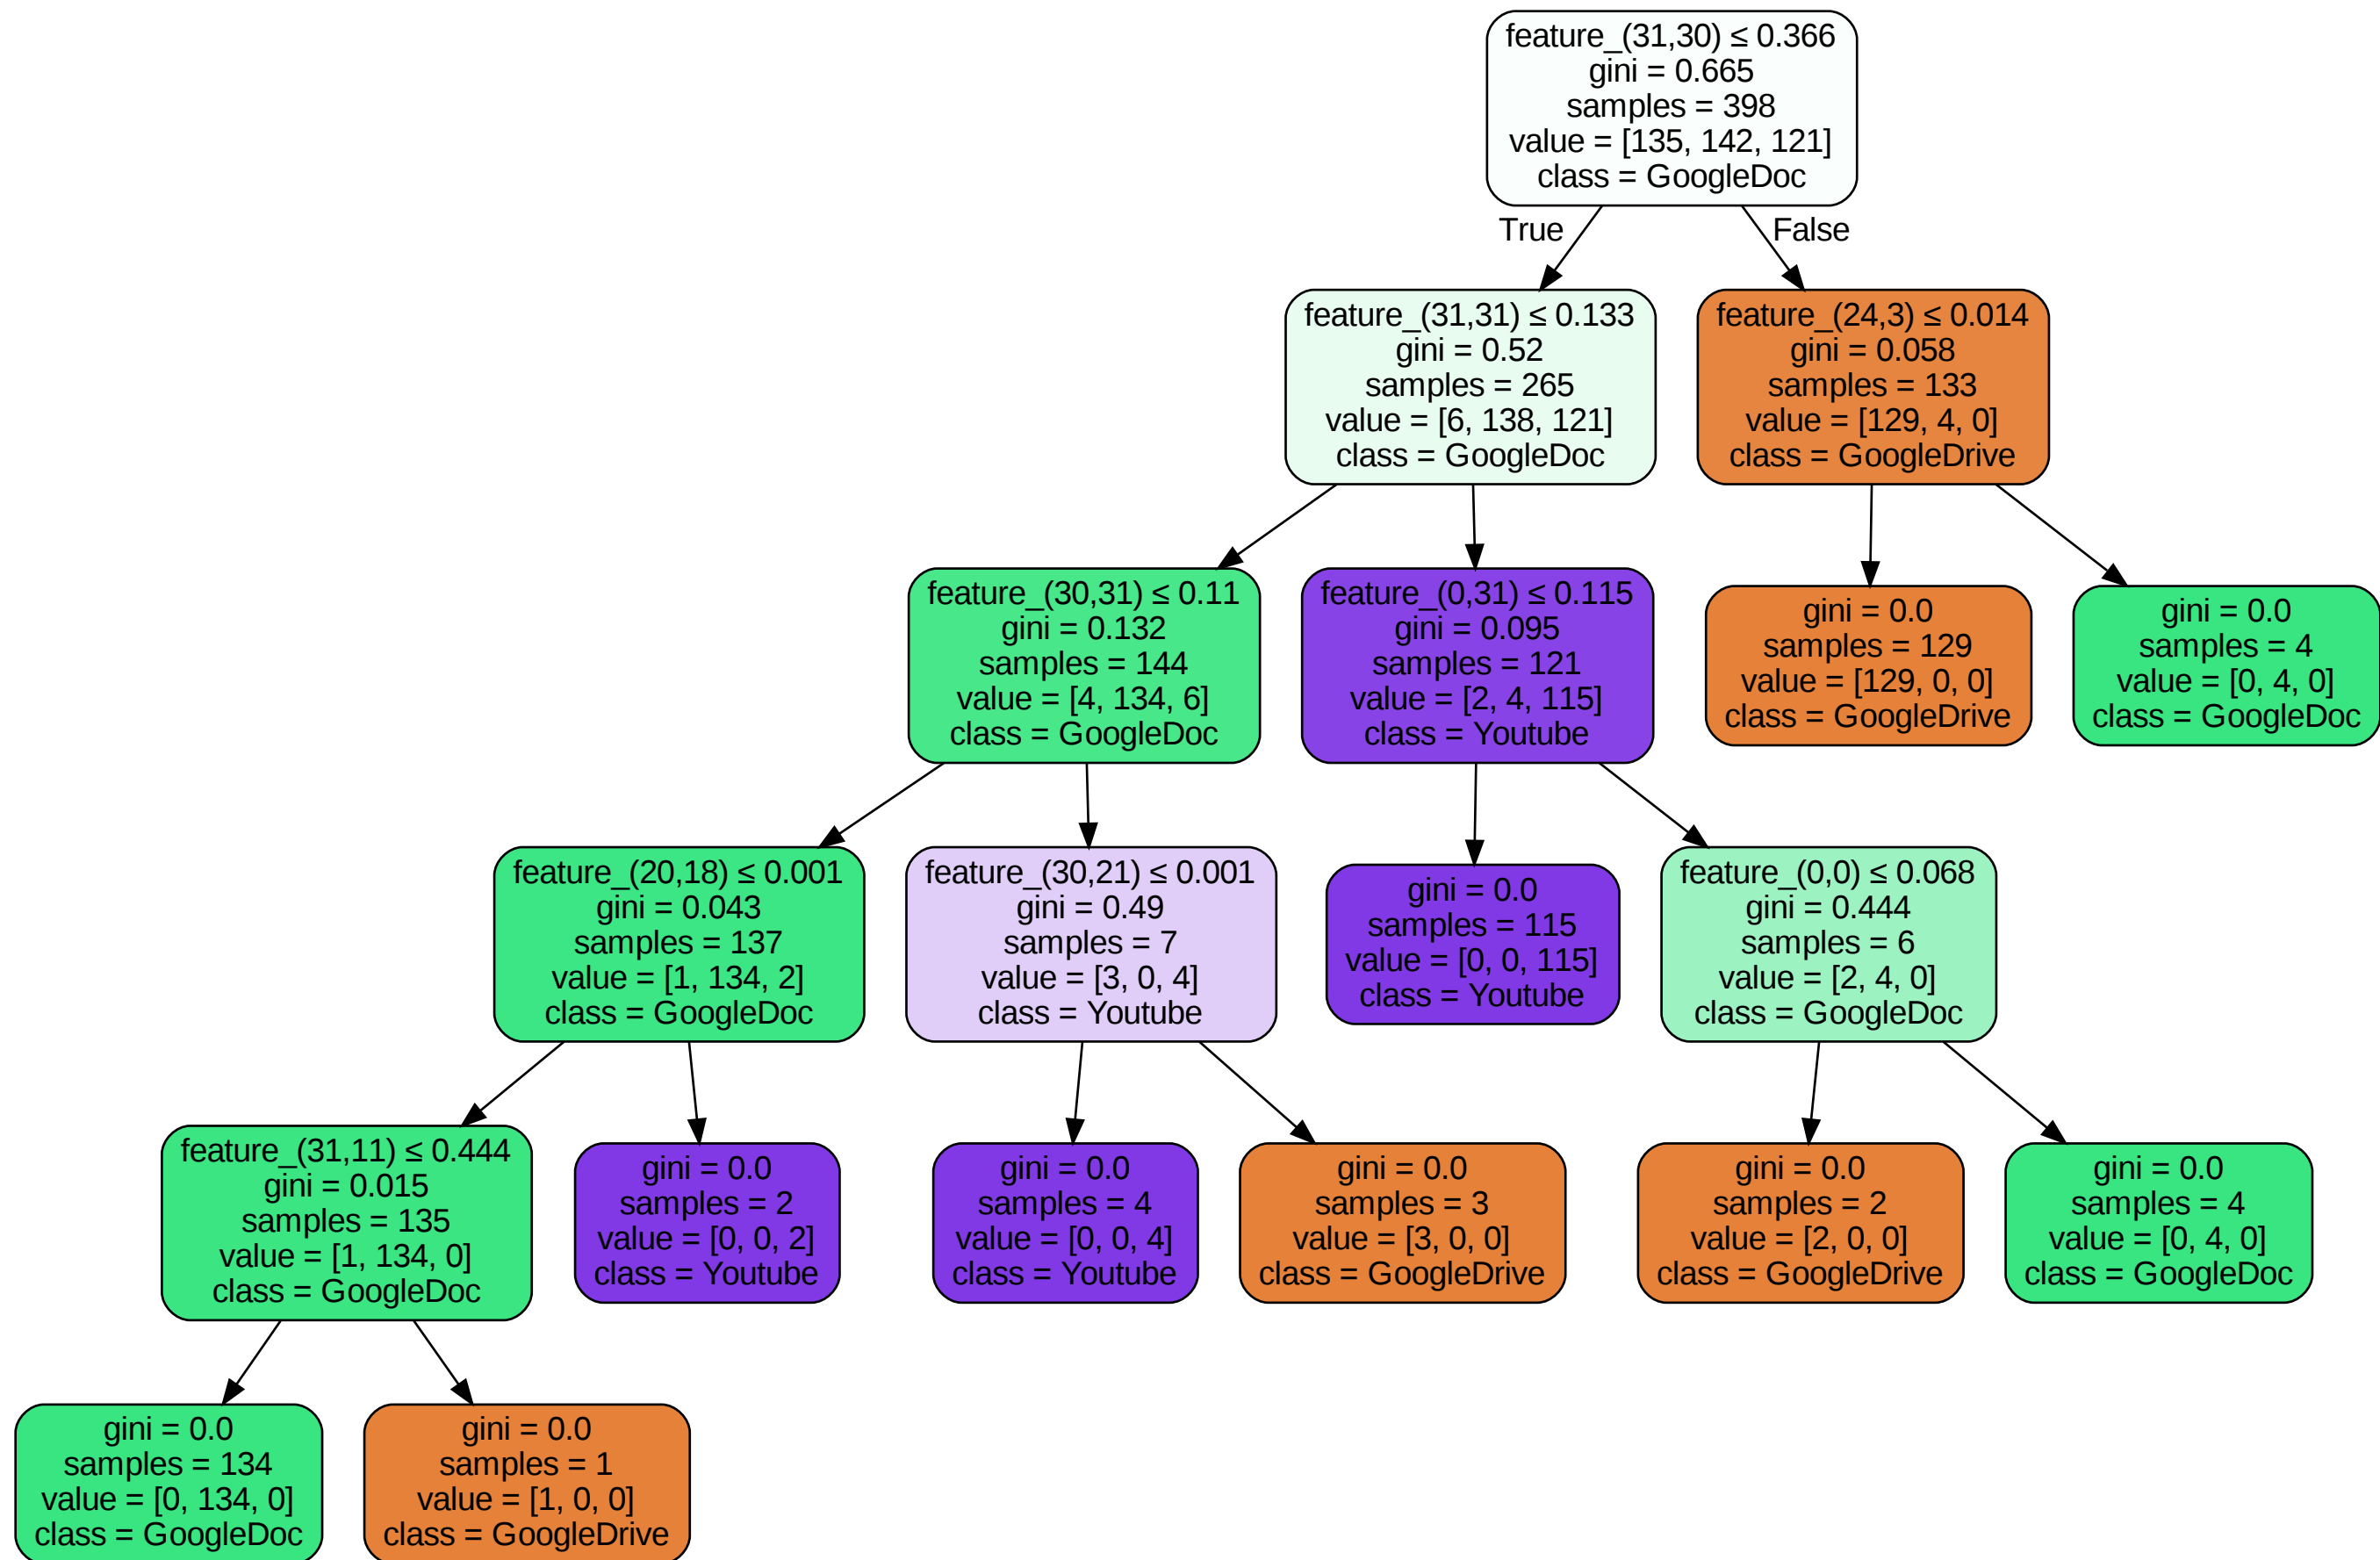 feature_(31,30) ≤ 0.366
gini = 0.665
samples = 398
value = [135, 142, 121]
class = GoogleDoc
True
False
feature_(31,31) ≤ 0.133
gini = 0.52
samples = 265
value = [6, 138, 121]
class = GoogleDoc
feature_(24,3) ≤ 0.014
gini = 0.058
samples = 133
value = [129, 4, 0]
class = GoogleDrive
feature_(30,31) ≤ 0.11
gini = 0.132
samples = 144
value = [4, 134, 6]
class = GoogleDoc
feature_(0,31) ≤ 0.115
gini = 0.095
samples = 121
value = [2, 4, 115]
class = Youtube
gini = 0.0
samples = 129
value = [129, 0, 0]
class = GoogleDrive
gini = 0.0
samples = 4
value = [0, 4, 0]
class = GoogleDoc
feature_(20,18) ≤ 0.001
gini = 0.043
samples = 137
value = [1, 134, 2]
class = GoogleDoc
feature_(30,21) ≤ 0.001
gini = 0.49
samples = 7
value = [3, 0, 4]
class = Youtube
gini = 0.0
samples = 115
value = [0, 0, 115]
class = Youtube
feature_(0,0) ≤ 0.068
gini = 0.444
samples = 6
value = [2, 4, 0]
class = GoogleDoc
feature_(31,11) ≤ 0.444
gini = 0.015
samples = 135
value = [1, 134, 0]
class = GoogleDoc
gini = 0.0
samples = 2
value = [0, 0, 2]
class = Youtube
gini = 0.0
samples = 4
value = [0, 0, 4]
class = Youtube
gini = 0.0
samples = 3
value = [3, 0, 0]
class = GoogleDrive
gini = 0.0
samples = 2
value = [2, 0, 0]
class = GoogleDrive
gini = 0.0
samples = 4
value = [0, 4, 0]
class = GoogleDoc
gini = 0.0
samples = 134
value = [0, 134, 0]
class = GoogleDoc
gini = 0.0
samples = 1
value = [1, 0, 0]
class = GoogleDrive